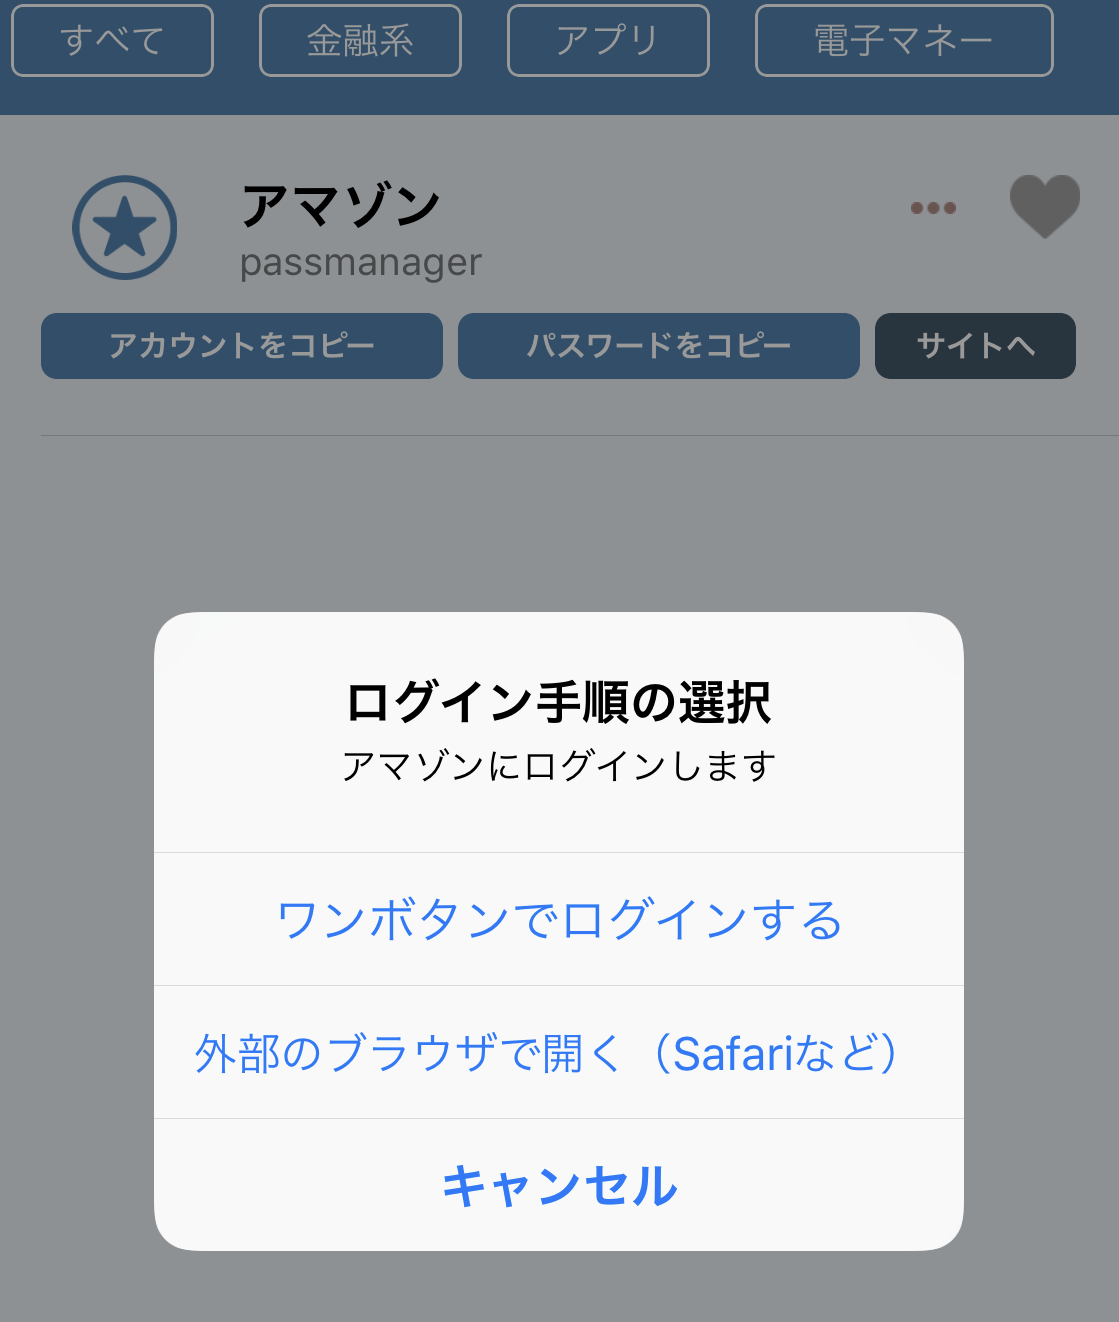 すべて
金融系
アプリ
電子マネー
アマゾン
passmanager
アカウントをコピー
パスワードをコピー
サイトへ
ログイン手順の選択
アマゾンにログインします
ワンボタンでログインする
外部のブラウザで開く（Safariなど）
キャンセル